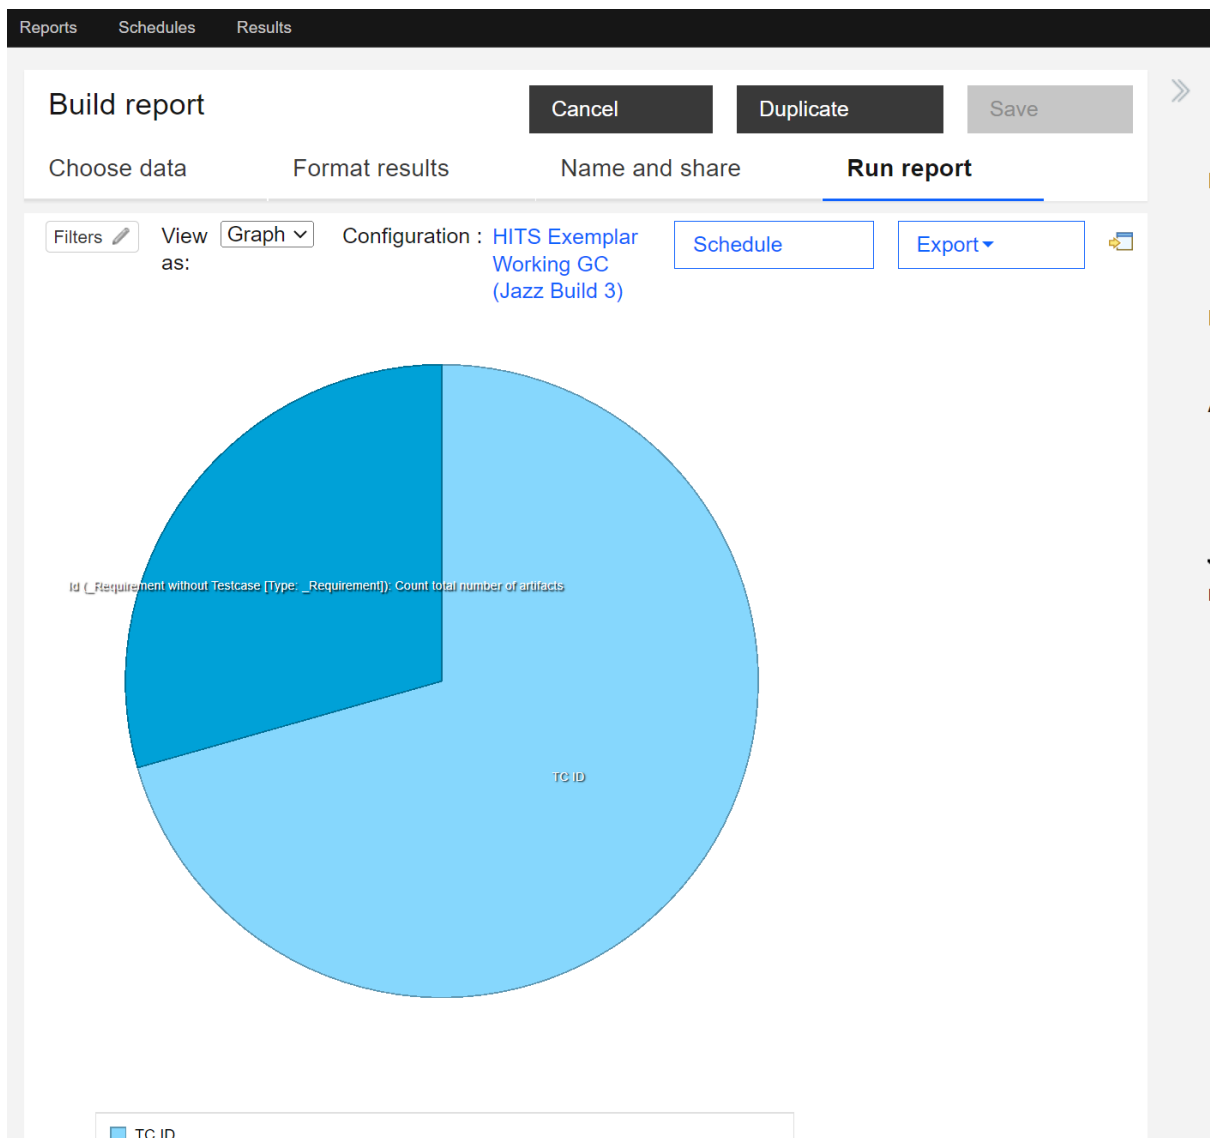 Reports Schedules Results
Build report
Cancel Duplicate Save
Choose data Format results Name and share Run report
Filters View as: Graph Configuration : HITS Exemplar Working GC (Jazz Build 3) Schedule Export
Id (_Requirement without Testcase [Type: _Requirement]): Count total number of artifacts
TC ID
TC ID